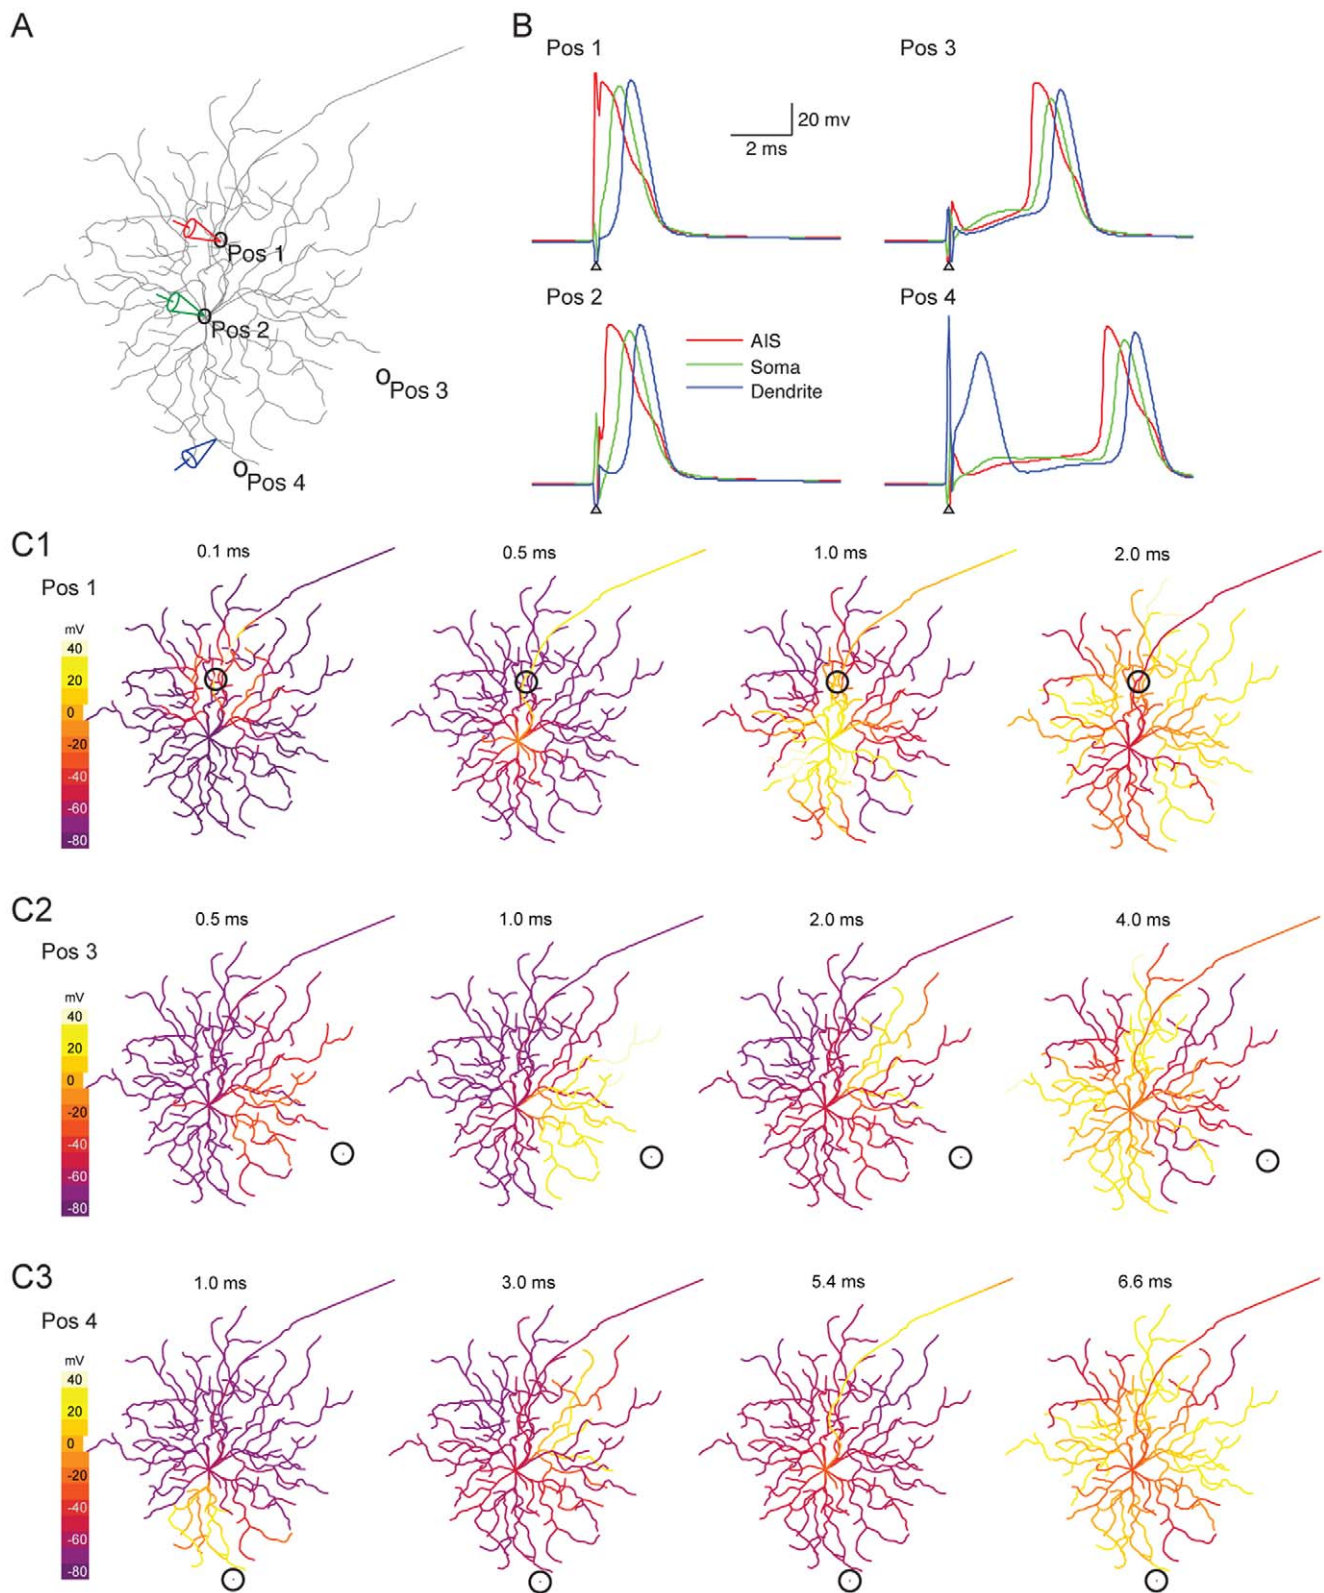 A
Pos 1
Pos 2
Pos 3
Pos 4
B
Pos 1
Pos 3
20 mv
2 ms
Pos 2
Pos 4
AIS
Soma
Dendrite
C1
0.1 ms
0.5 ms
1.0 ms
2.0 ms
Pos 1
mV
40
20
0
-20
-40
-60
-80
C2
0.5 ms
1.0 ms
2.0 ms
4.0 ms
Pos 3
mV
40
20
0
-20
-40
-60
-80
C3
1.0 ms
3.0 ms
5.4 ms
6.6 ms
Pos 4
mV
40
20
0
-20
-40
-60
-80